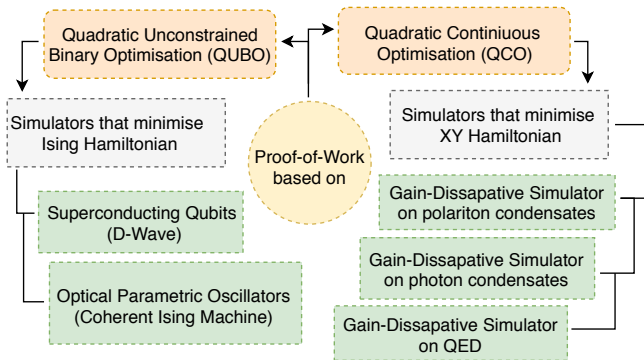 Quadratic Unconstrained
Binary Optimisation (QUBO)
Quadratic Continiuous
Optimisation (QCO)
Simulators that minimise
Ising Hamiltonian
Proof-of-Work
based on
Simulators that minimise
XY Hamiltonian
Superconducting Qubits
(D-Wave)
Optical Parametric Oscillators
(Coherent Ising Machine)
Gain-Dissapative Simulator
on polariton condensates
Gain-Dissapative Simulator
on photon condensates
Gain-Dissapative Simulator
on QED